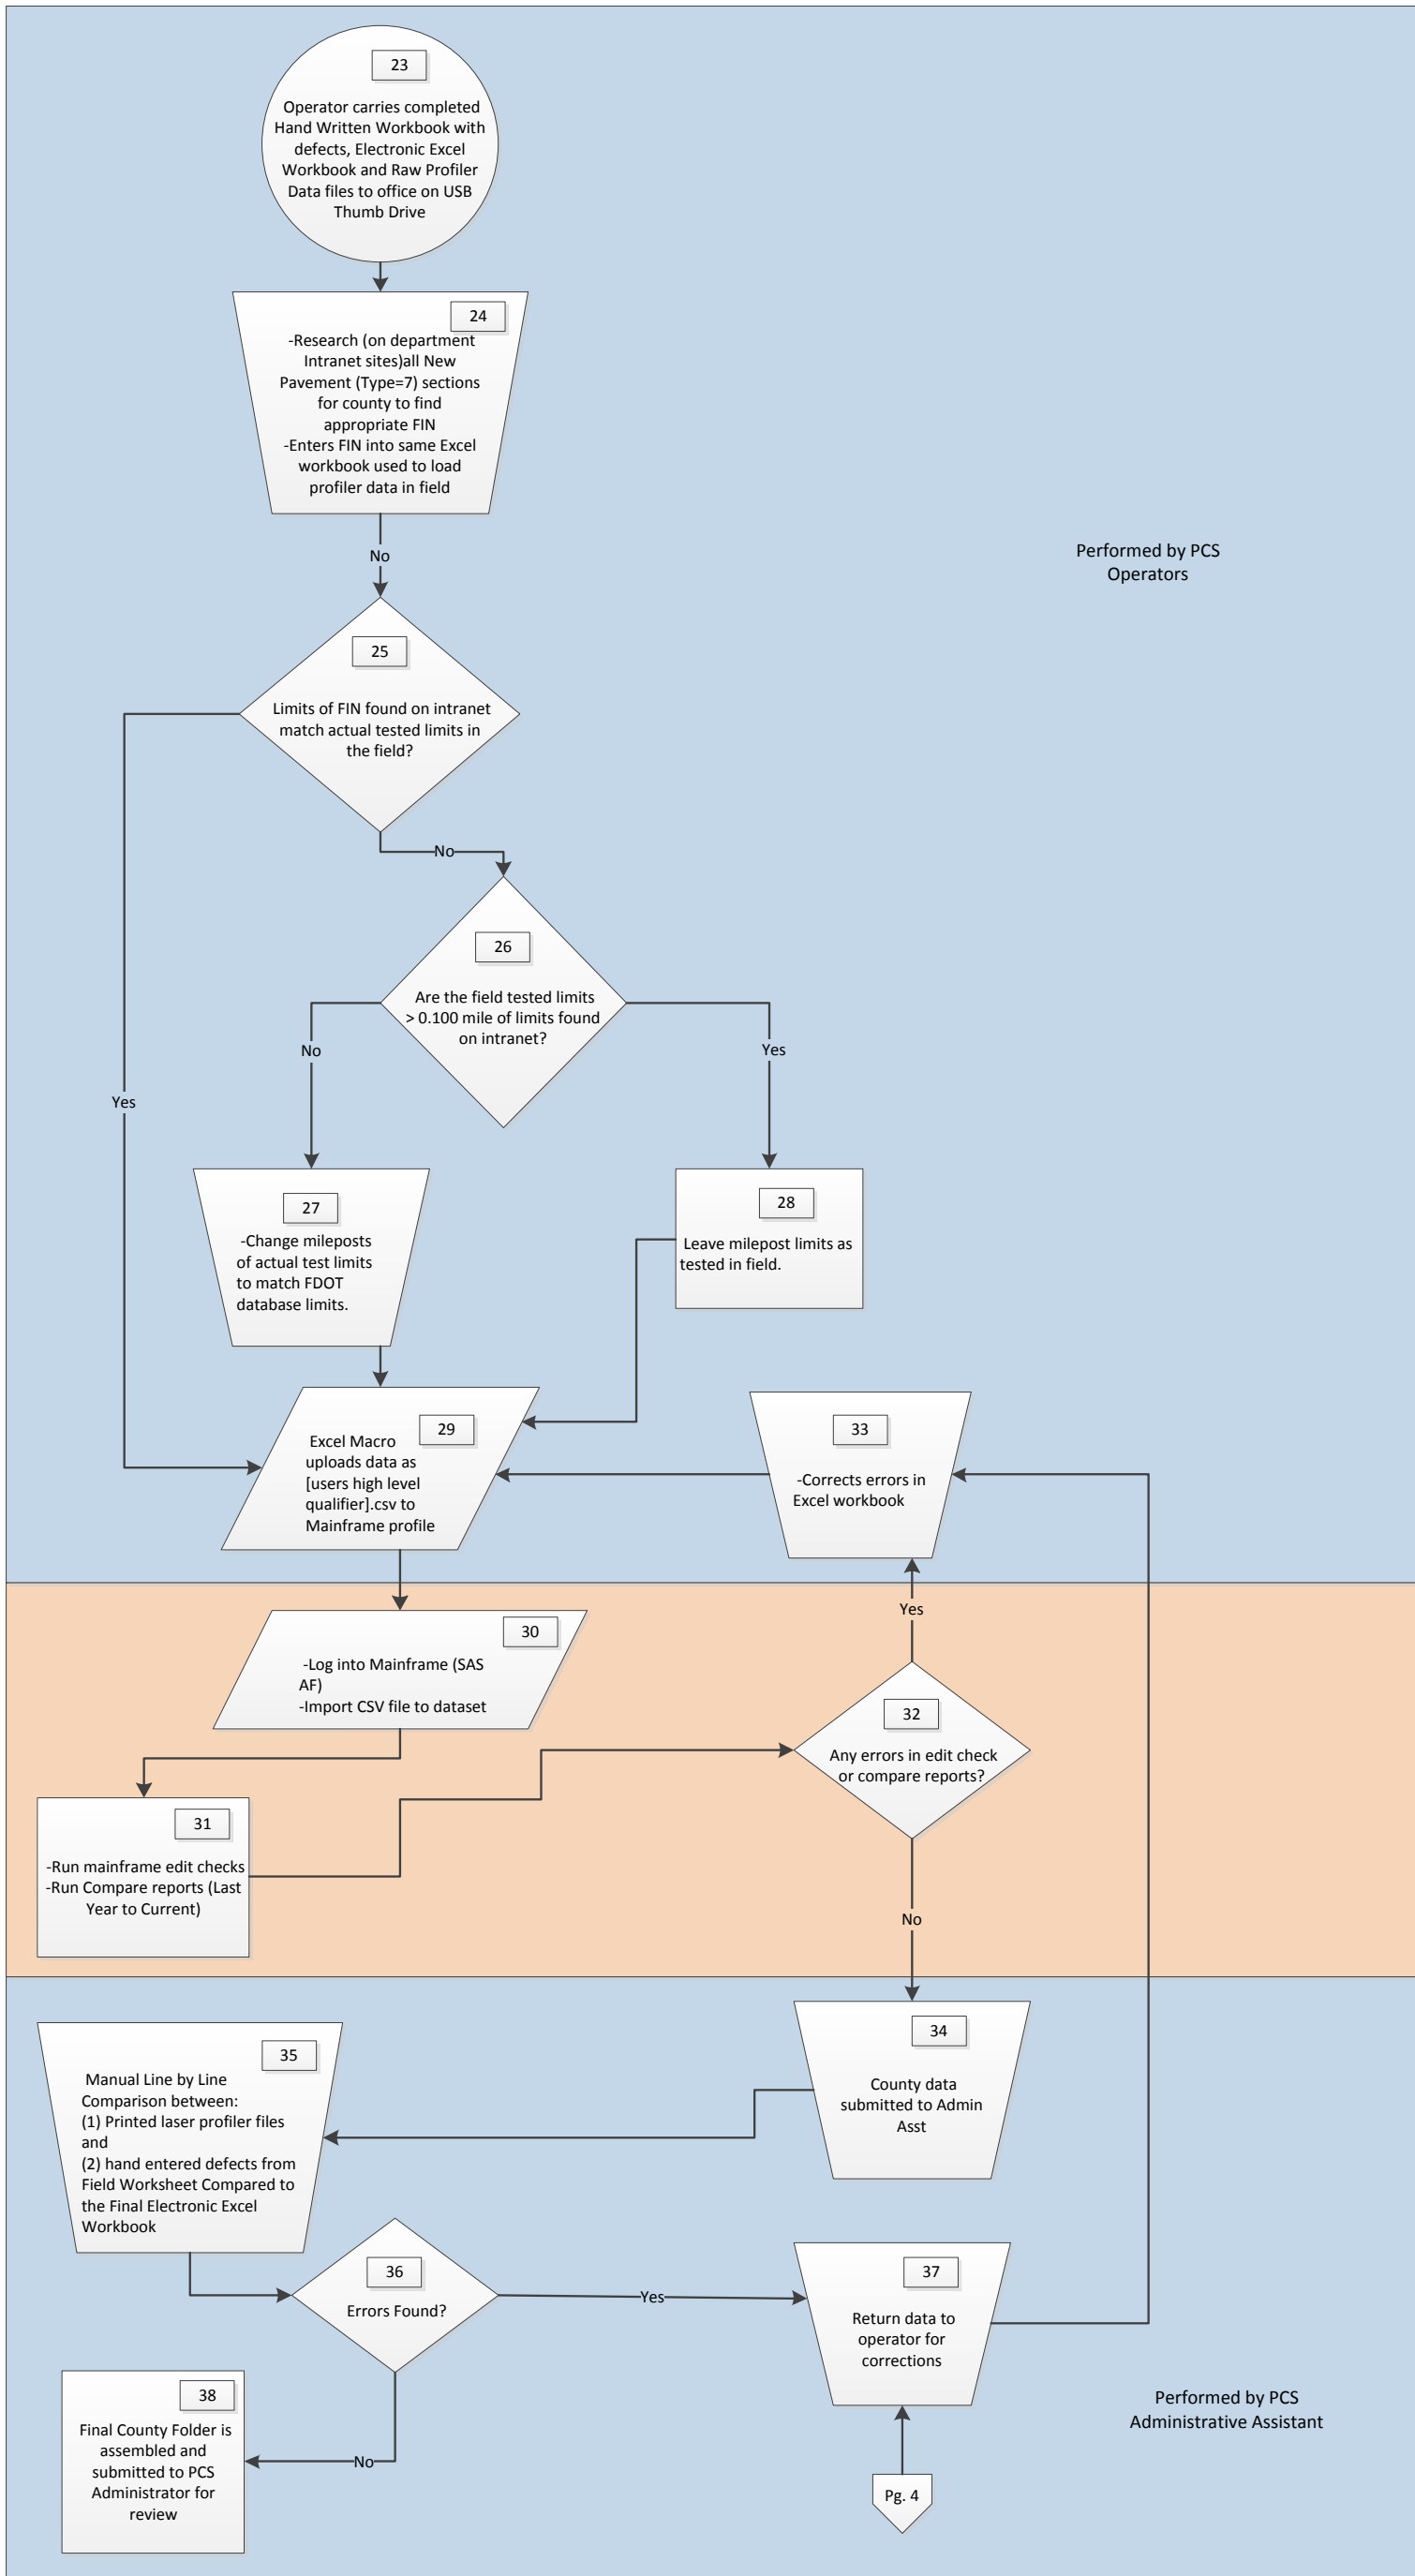 23
Operator carries completed
Hand Written Workbook with
defects, Electronic Excel
Workbook and Raw Profiler
Data files to office on USB
Thumb Drive
24
-Research (on department
Intranet sites)all New
Pavement (Type=7) sections
for county to find
appropriate FIN
-Enters FIN into same Excel
workbook used to load
profiler data in field
No
Performed by PCS
Operators
25
Limits of FIN found on intranet
match actual tested limits in
the field?
No
Yes
26
Are the field tested limits
> 0.100 mile of limits found
on intranet?
No
Yes
27
-Change mileposts
of actual test limits
to match FDOT
database limits.
28
Leave milepost limits as
tested in field.
29
Excel Macro
uploads data as
[users high level
qualifier].csv to
Mainframe profile
33
-Corrects errors in
Excel workbook
Yes
30
-Log into Mainframe (SAS
AF)
-Import CSV file to dataset
32
Any errors in edit check
or compare reports?
31
-Run mainframe edit checks
-Run Compare reports (Last
Year to Current)
No
34
County data
submitted to Admin
Asst
35
Manual Line by Line
Comparison between:
(1) Printed laser profiler files
and
(2) hand entered defects from
Field Worksheet Compared to
the Final Electronic Excel
Workbook
36
Errors Found?
Yes
37
Return data to
operator for
corrections
No
38
Final County Folder is
assembled and
submitted to PCS
Administrator for
review
Performed by PCS
Administrative Assistant
Pg. 4